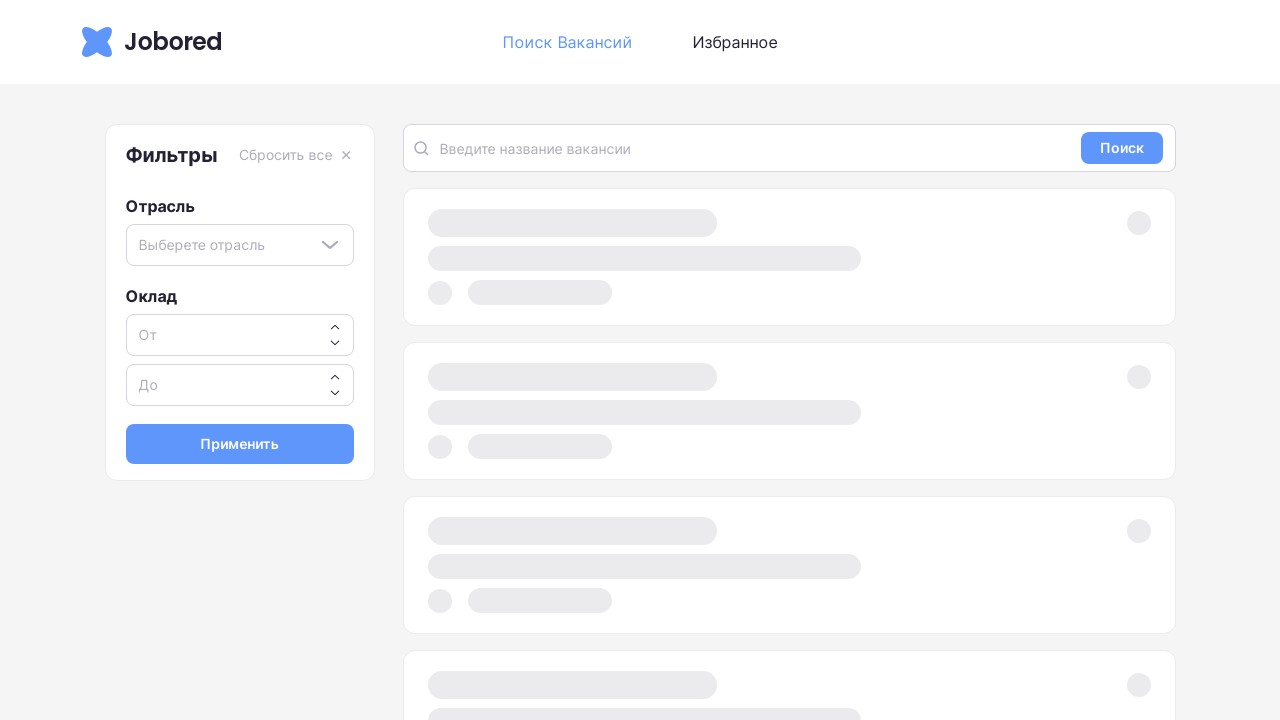 Jobored
Поиск Вакансий
Избранное
Фильтры
Сбросить все
Отрасль
Выберете отрасль
Оклад
От
До
Применить
Введите название вакансии
Поиск